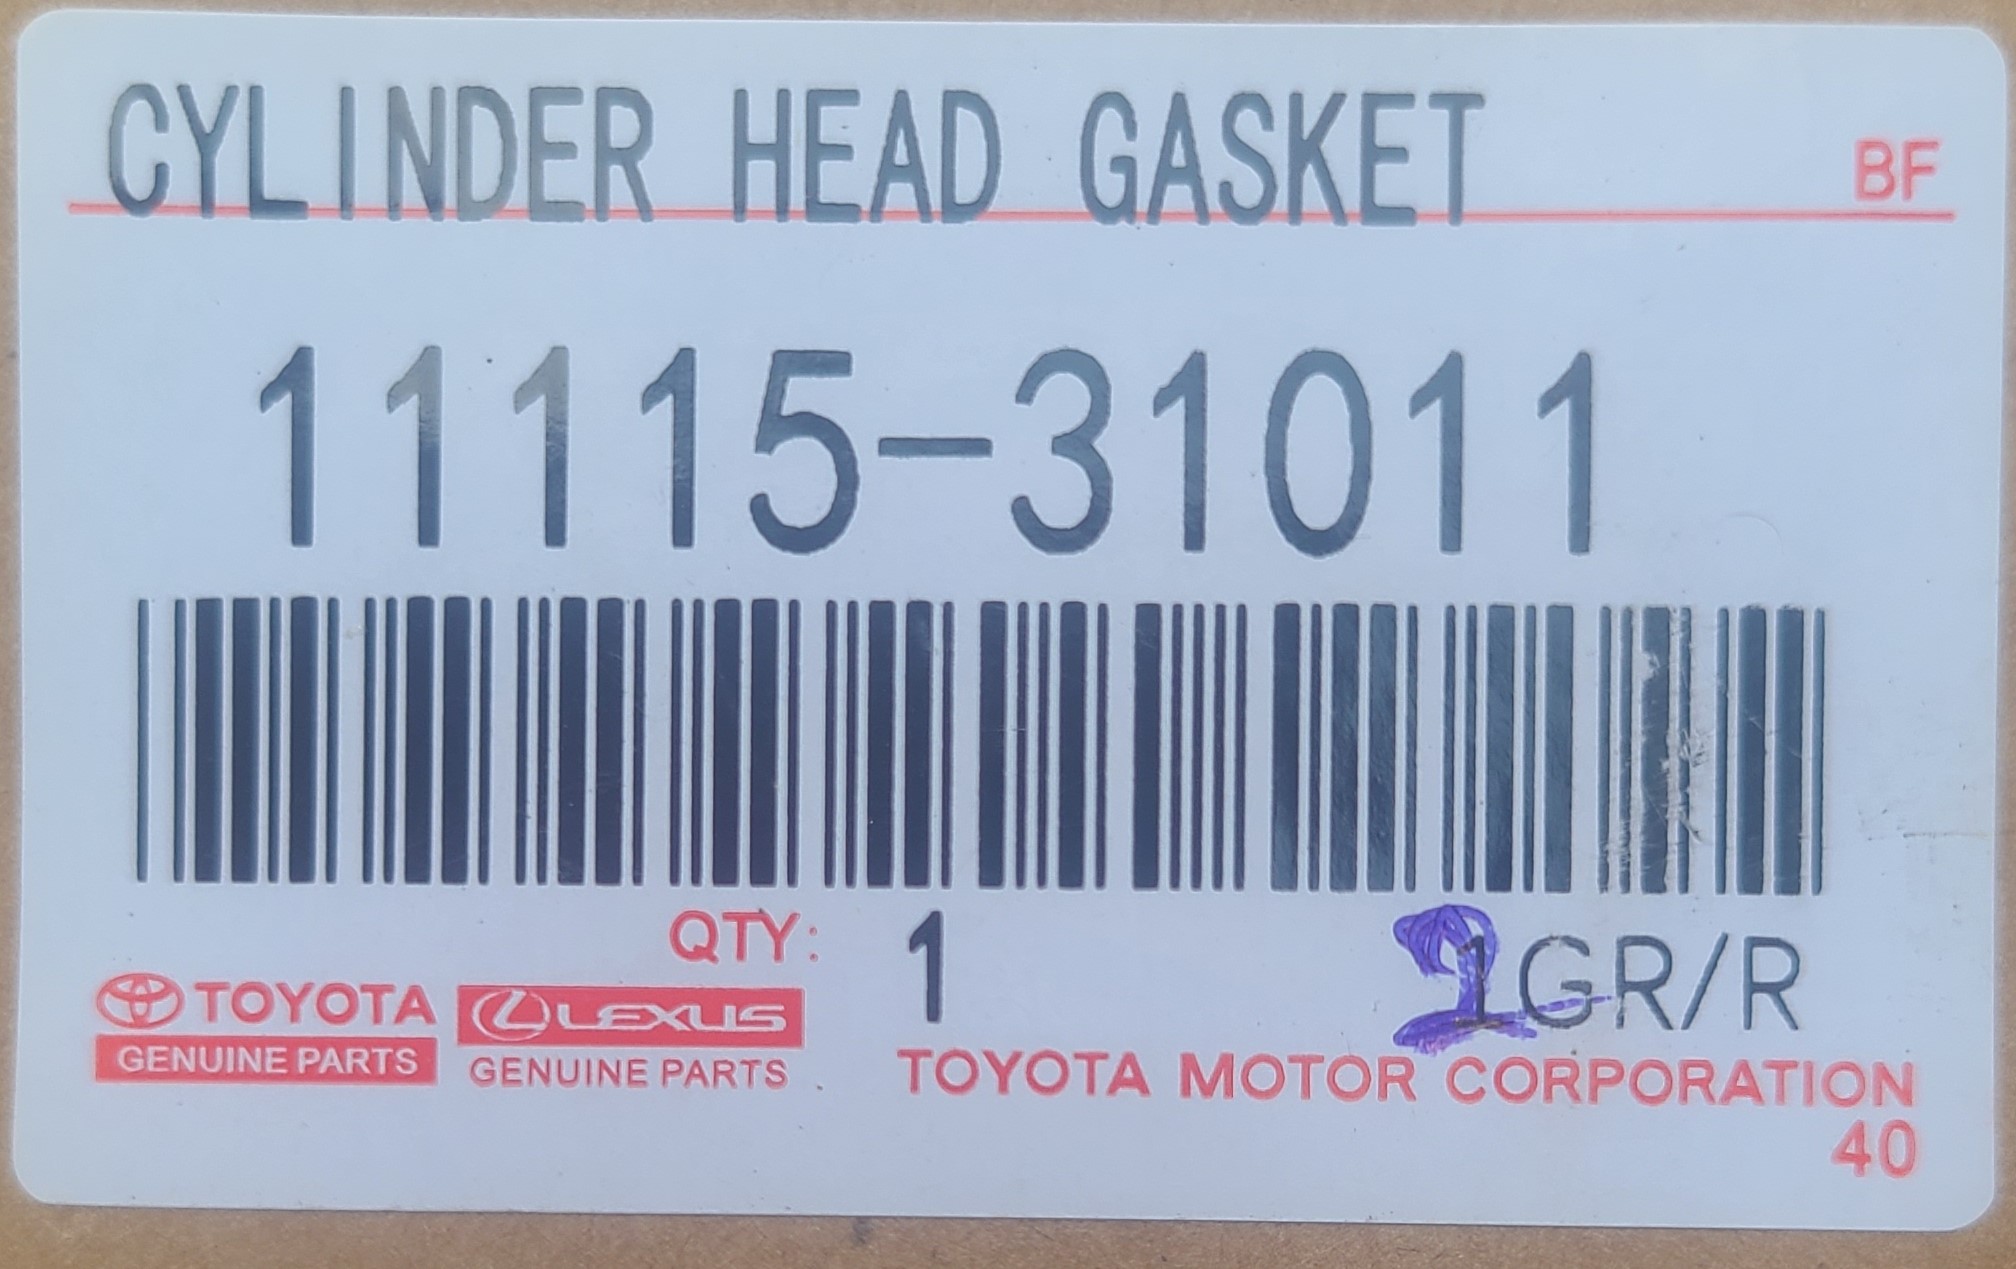 CYLINDER HEAD GASKET
BF
11115-31011
QTY: 1
1GR/R
TOYOTA
GENUINE PARTS
LEXUS
GENUINE PARTS
TOYOTA MOTOR CORPORATION
40